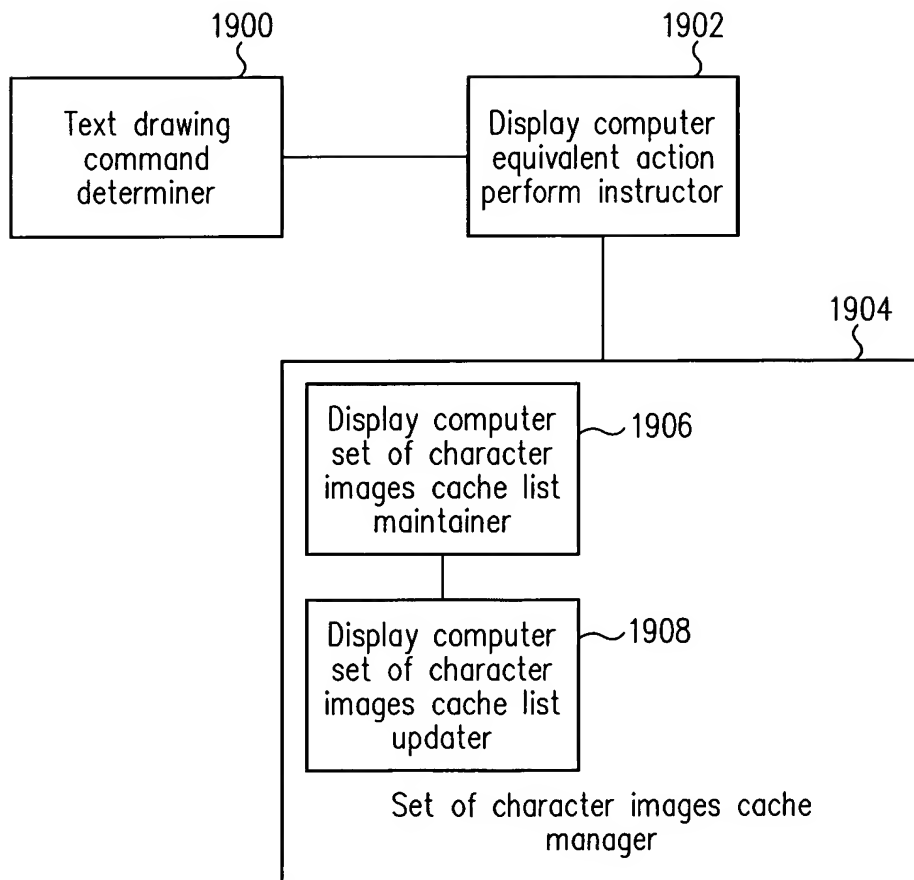 1900
Text drawing
command
determiner
1902
Display computer
equivalent action
perform instructor
1904
Display computer
set of character
images cache list
maintainer
1906
Display computer
set of character
images cache list
updater
1908
Set of character images cache
manager